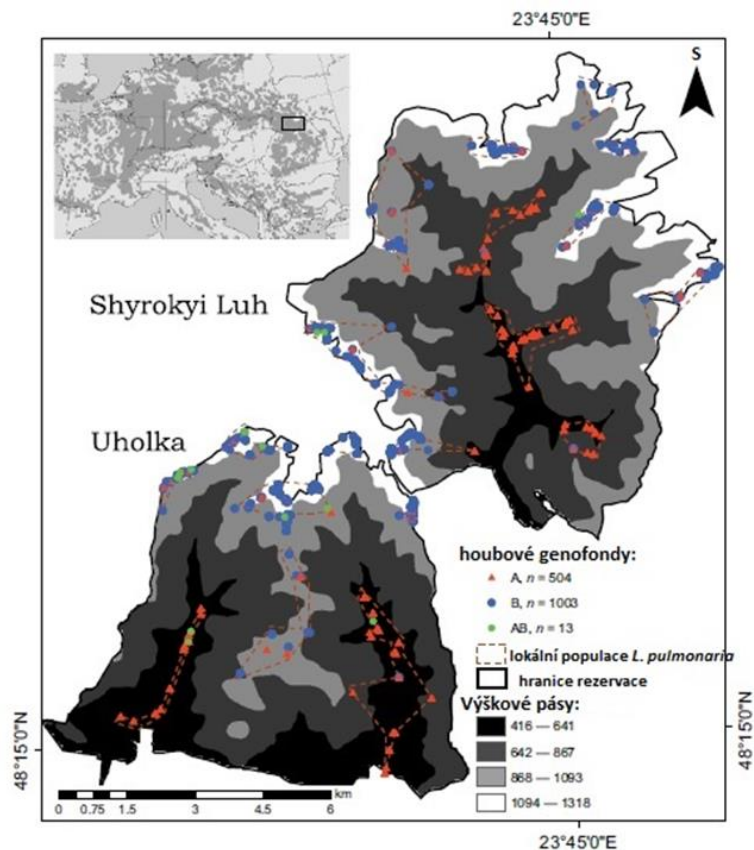 23°45'0"E
S
Shyrokyi Luh
Uholka
houbové genofondy:
A, n = 504
B, n = 1003
AB, n = 13
lokální populace L. pulmonaria
hranice rezervace
Výškové pásy:
416 — 641
642 — 867
868 — 1093
1094 — 1318
48°15'0"N
48°15'0"N
km
0 0.75 1.5 3 4.5 6
23°45'0"E